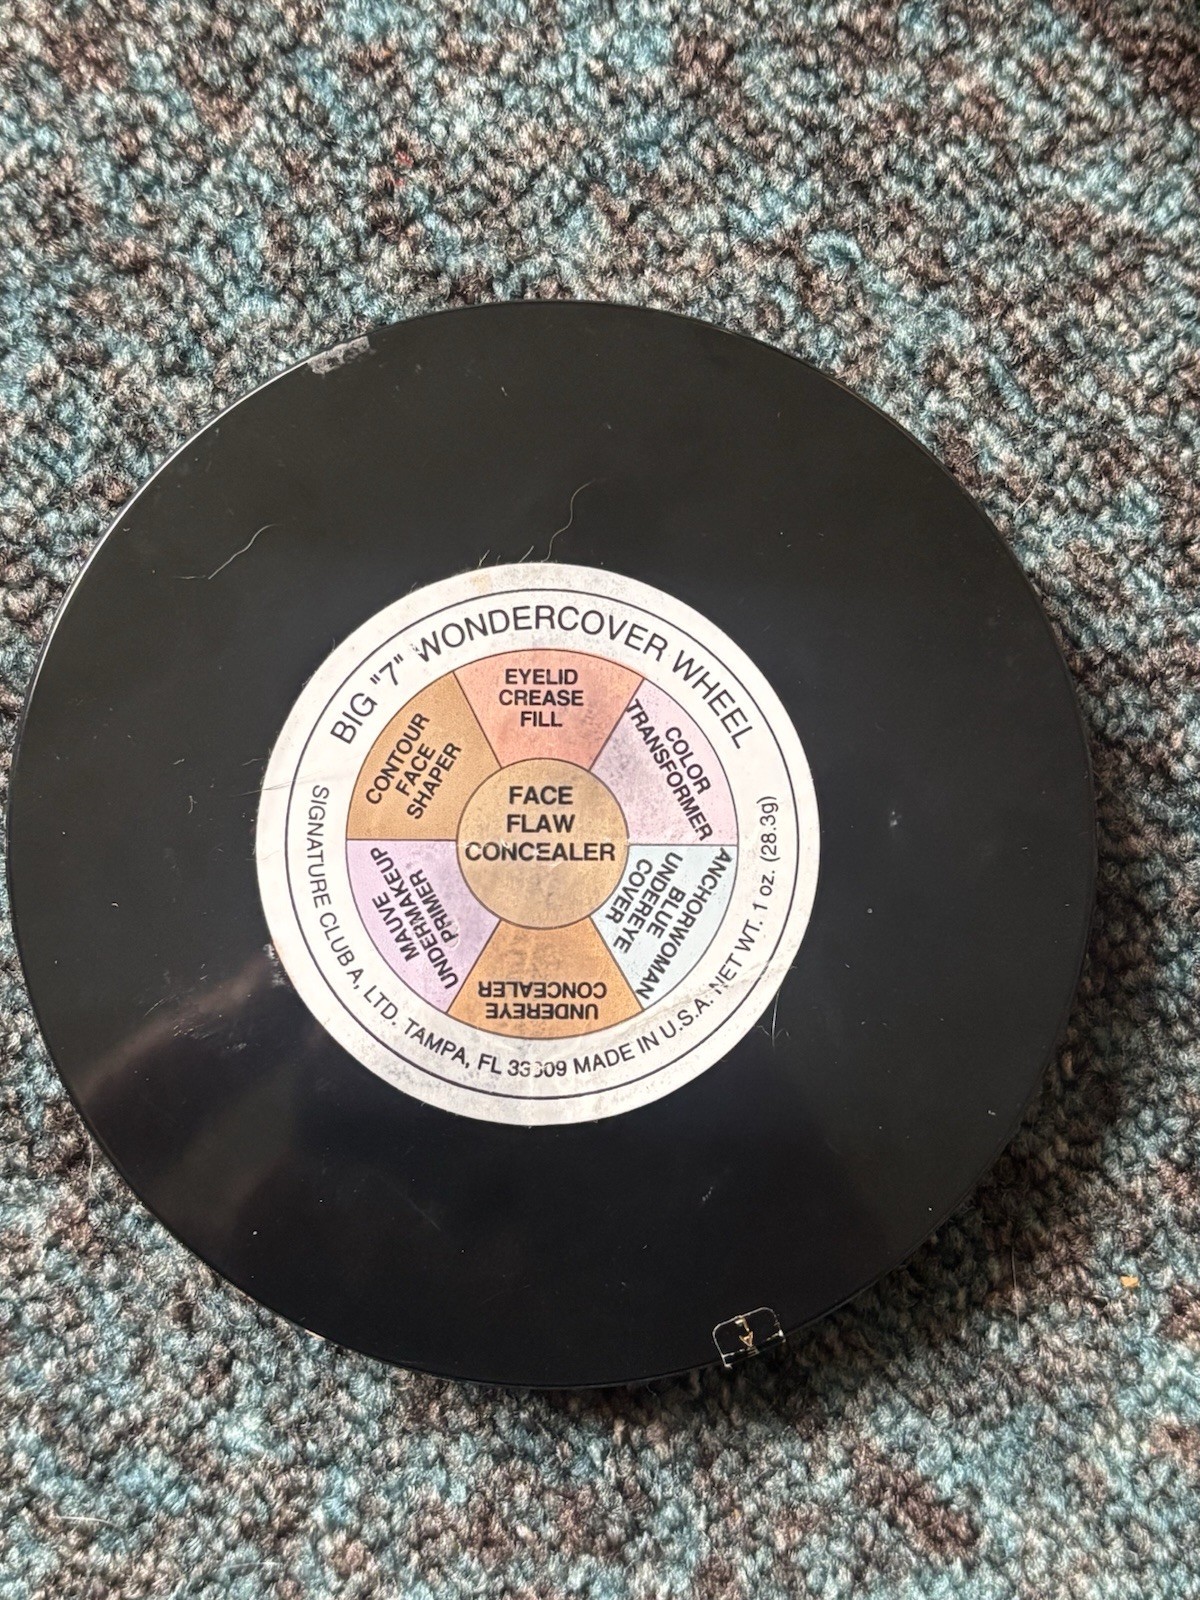 BIG "7" WONDERCOVER WHEEL
EYELID
CREASE
FILL
COLOR
TRANSFORMER
ANCHORWOMAN
BLUE
UNDEREYE
COVER
UNDEREYE
CONCEALER
MAUVE
UNDERMAKEUP
PRIMER
CONTOUR
FACE
SHAPER
FACE
FLAW
CONCEALER
SIGNATURE CLUB A, LTD. TAMPA, FL 33609 MADE IN U.S.A. NET WT. 1 oz. (28.3g)